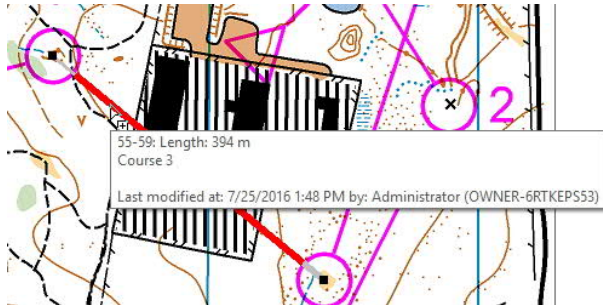 2
55-59: Length: 394 m
Course 3
Last modified at: 7/25/2016 1:48 PM by: Administrator (OWNER-6RTKEPS53)